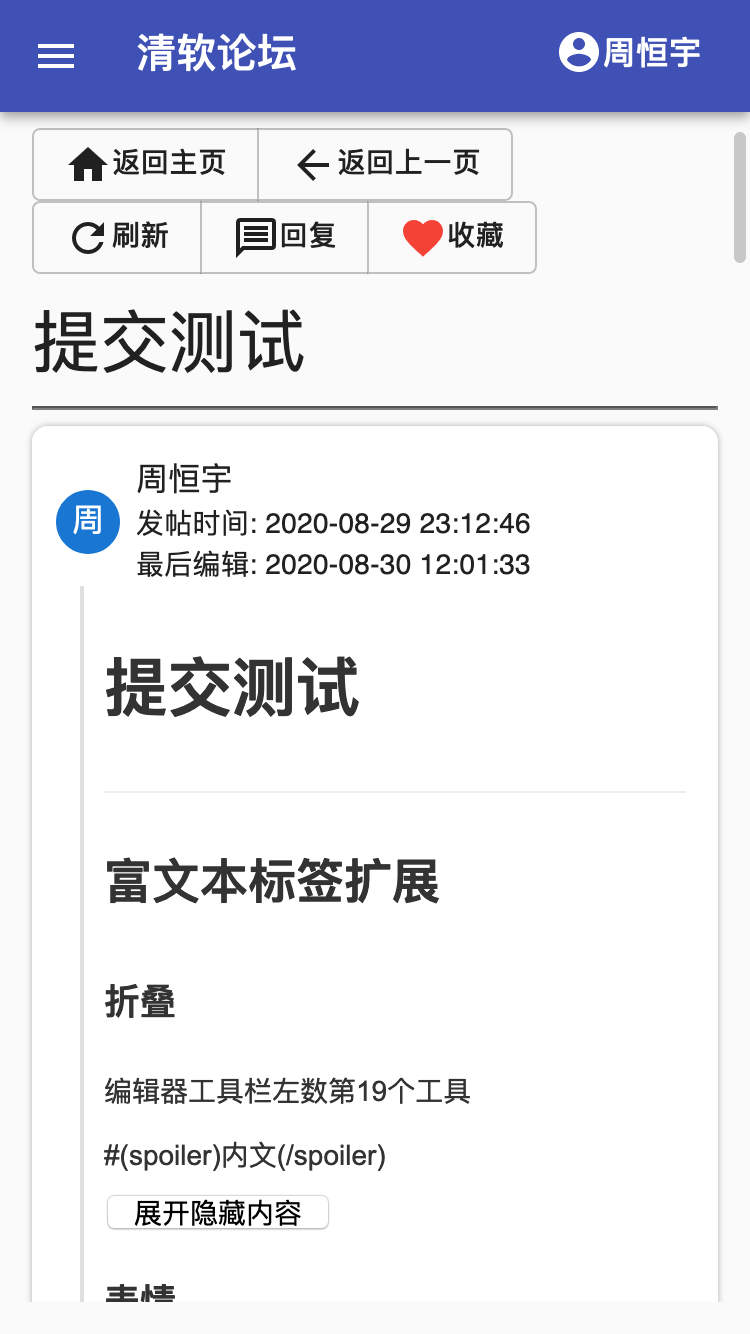 清软论坛
周恒宇
返回主页
返回上一页
刷新
回复
收藏
提交测试
周恒宇
周
发帖时间: 2020-08-29 23:12:46
最后编辑: 2020-08-30 12:01:33
提交测试
富文本标签扩展
折叠
编辑器工具栏左数第19个工具
#(spoiler)内文(/spoiler)
展开隐藏内容
表情